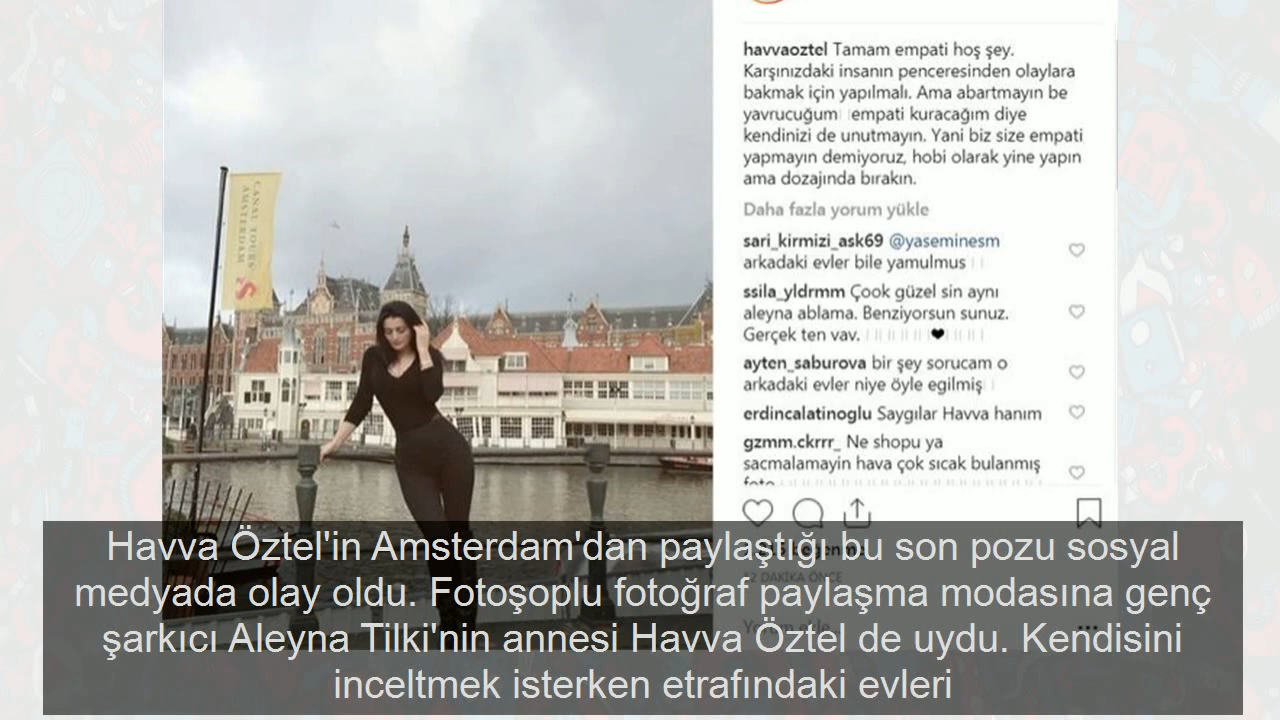 CANAL TOURS
AMSTERDAM
havvaoztel Tamam empati hoş şey.
Karşınızdaki insanın penceresinden olaylara
bakmak için yapılmalı. Ama abartmayın be
yavrucuğum empati kuracağım diye
kendinizi de unutmayın. Yani biz size empati
yapmayın demiyoruz, hobi olarak yine yapın
ama dozajında bırakın.
Daha fazla yorum yükle
sari_kirmizi_ask69 @yaseminesm
arkadaki evler bile yamulmus
ssila_yldrmm Çook güzel sin aynı
aleyna ablama. Benziyorsun sunuz.
Gerçek ten vav.
ayten_saburova bir şey sorucam o
arkadaki evler niye öyle egilmiş
erdincalatinoglu Saygılar Havva hanım
gzmm.ckrrr_ Ne shopu ya
sacmalamayin hava çok sıcak bulanmış
foto
DAKİKA ÖNCE
Yorum ekle
Havva Öztel'in Amsterdam'dan paylaştığı bu son pozu sosyal
medyada olay oldu. Fotoşoplu fotoğraf paylaşma modasına genç
şarkıcı Aleyna Tilki'nin annesi Havva Öztel de uydu. Kendisini
inceltmek isterken etrafındaki evleri